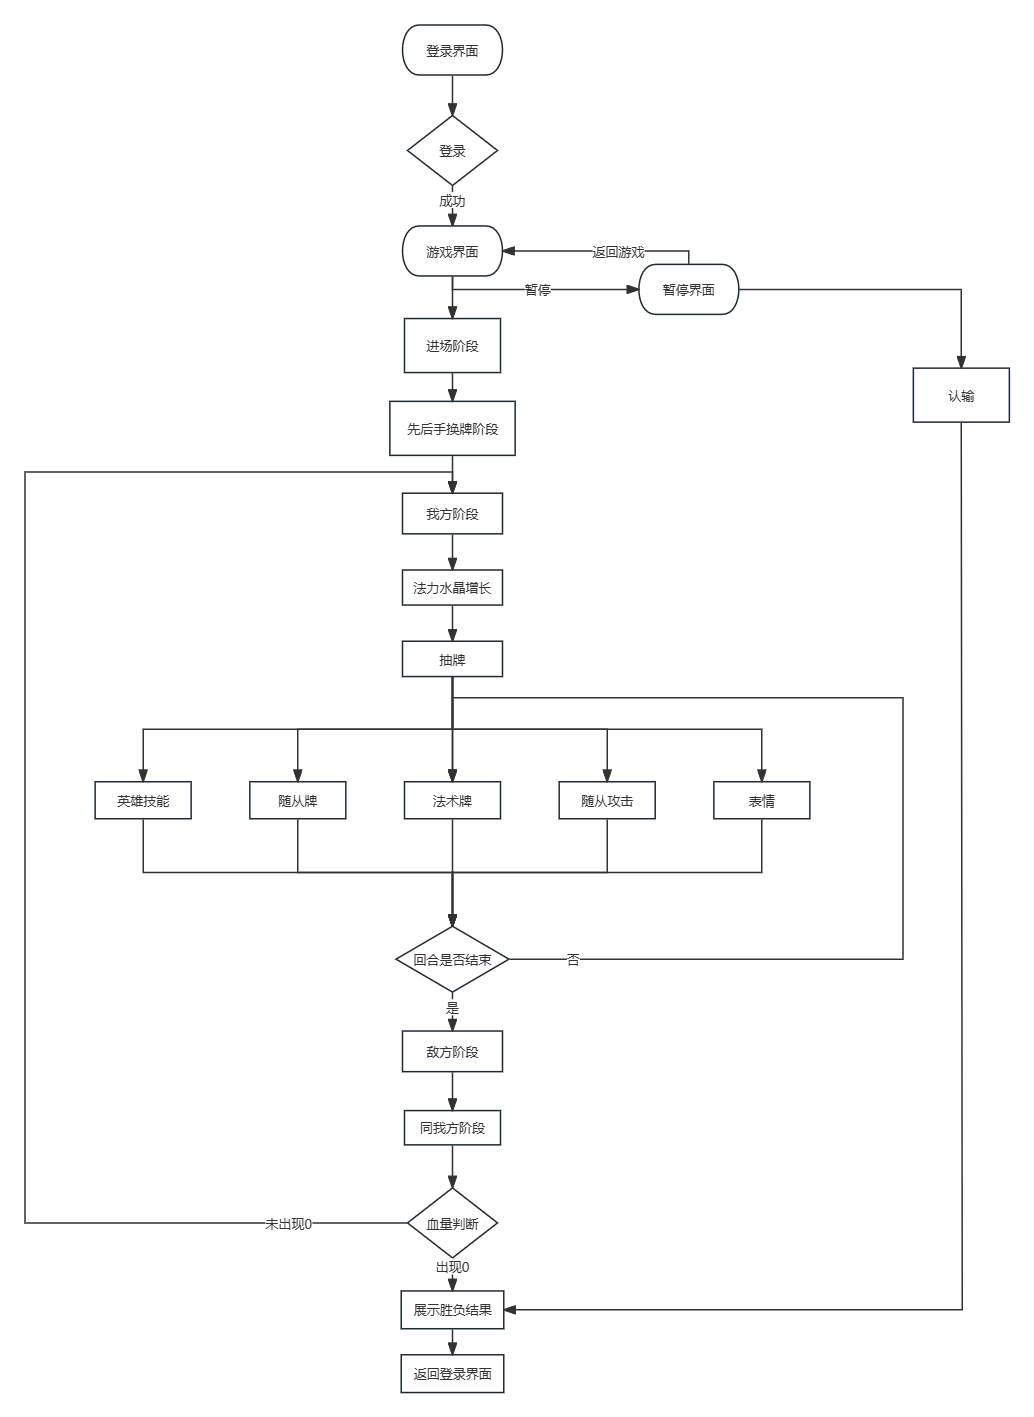 登录界面
登录
成功
游戏界面
返回游戏
暂停
暂停界面
进场阶段
认输
先后手换牌阶段
我方阶段
法力水晶增长
抽牌
英雄技能
随从牌
法术牌
随从攻击
表情
回合是否结束
否
是
敌方阶段
同我方阶段
未出现0
血量判断
出现0
展示胜负结果
返回登录界面